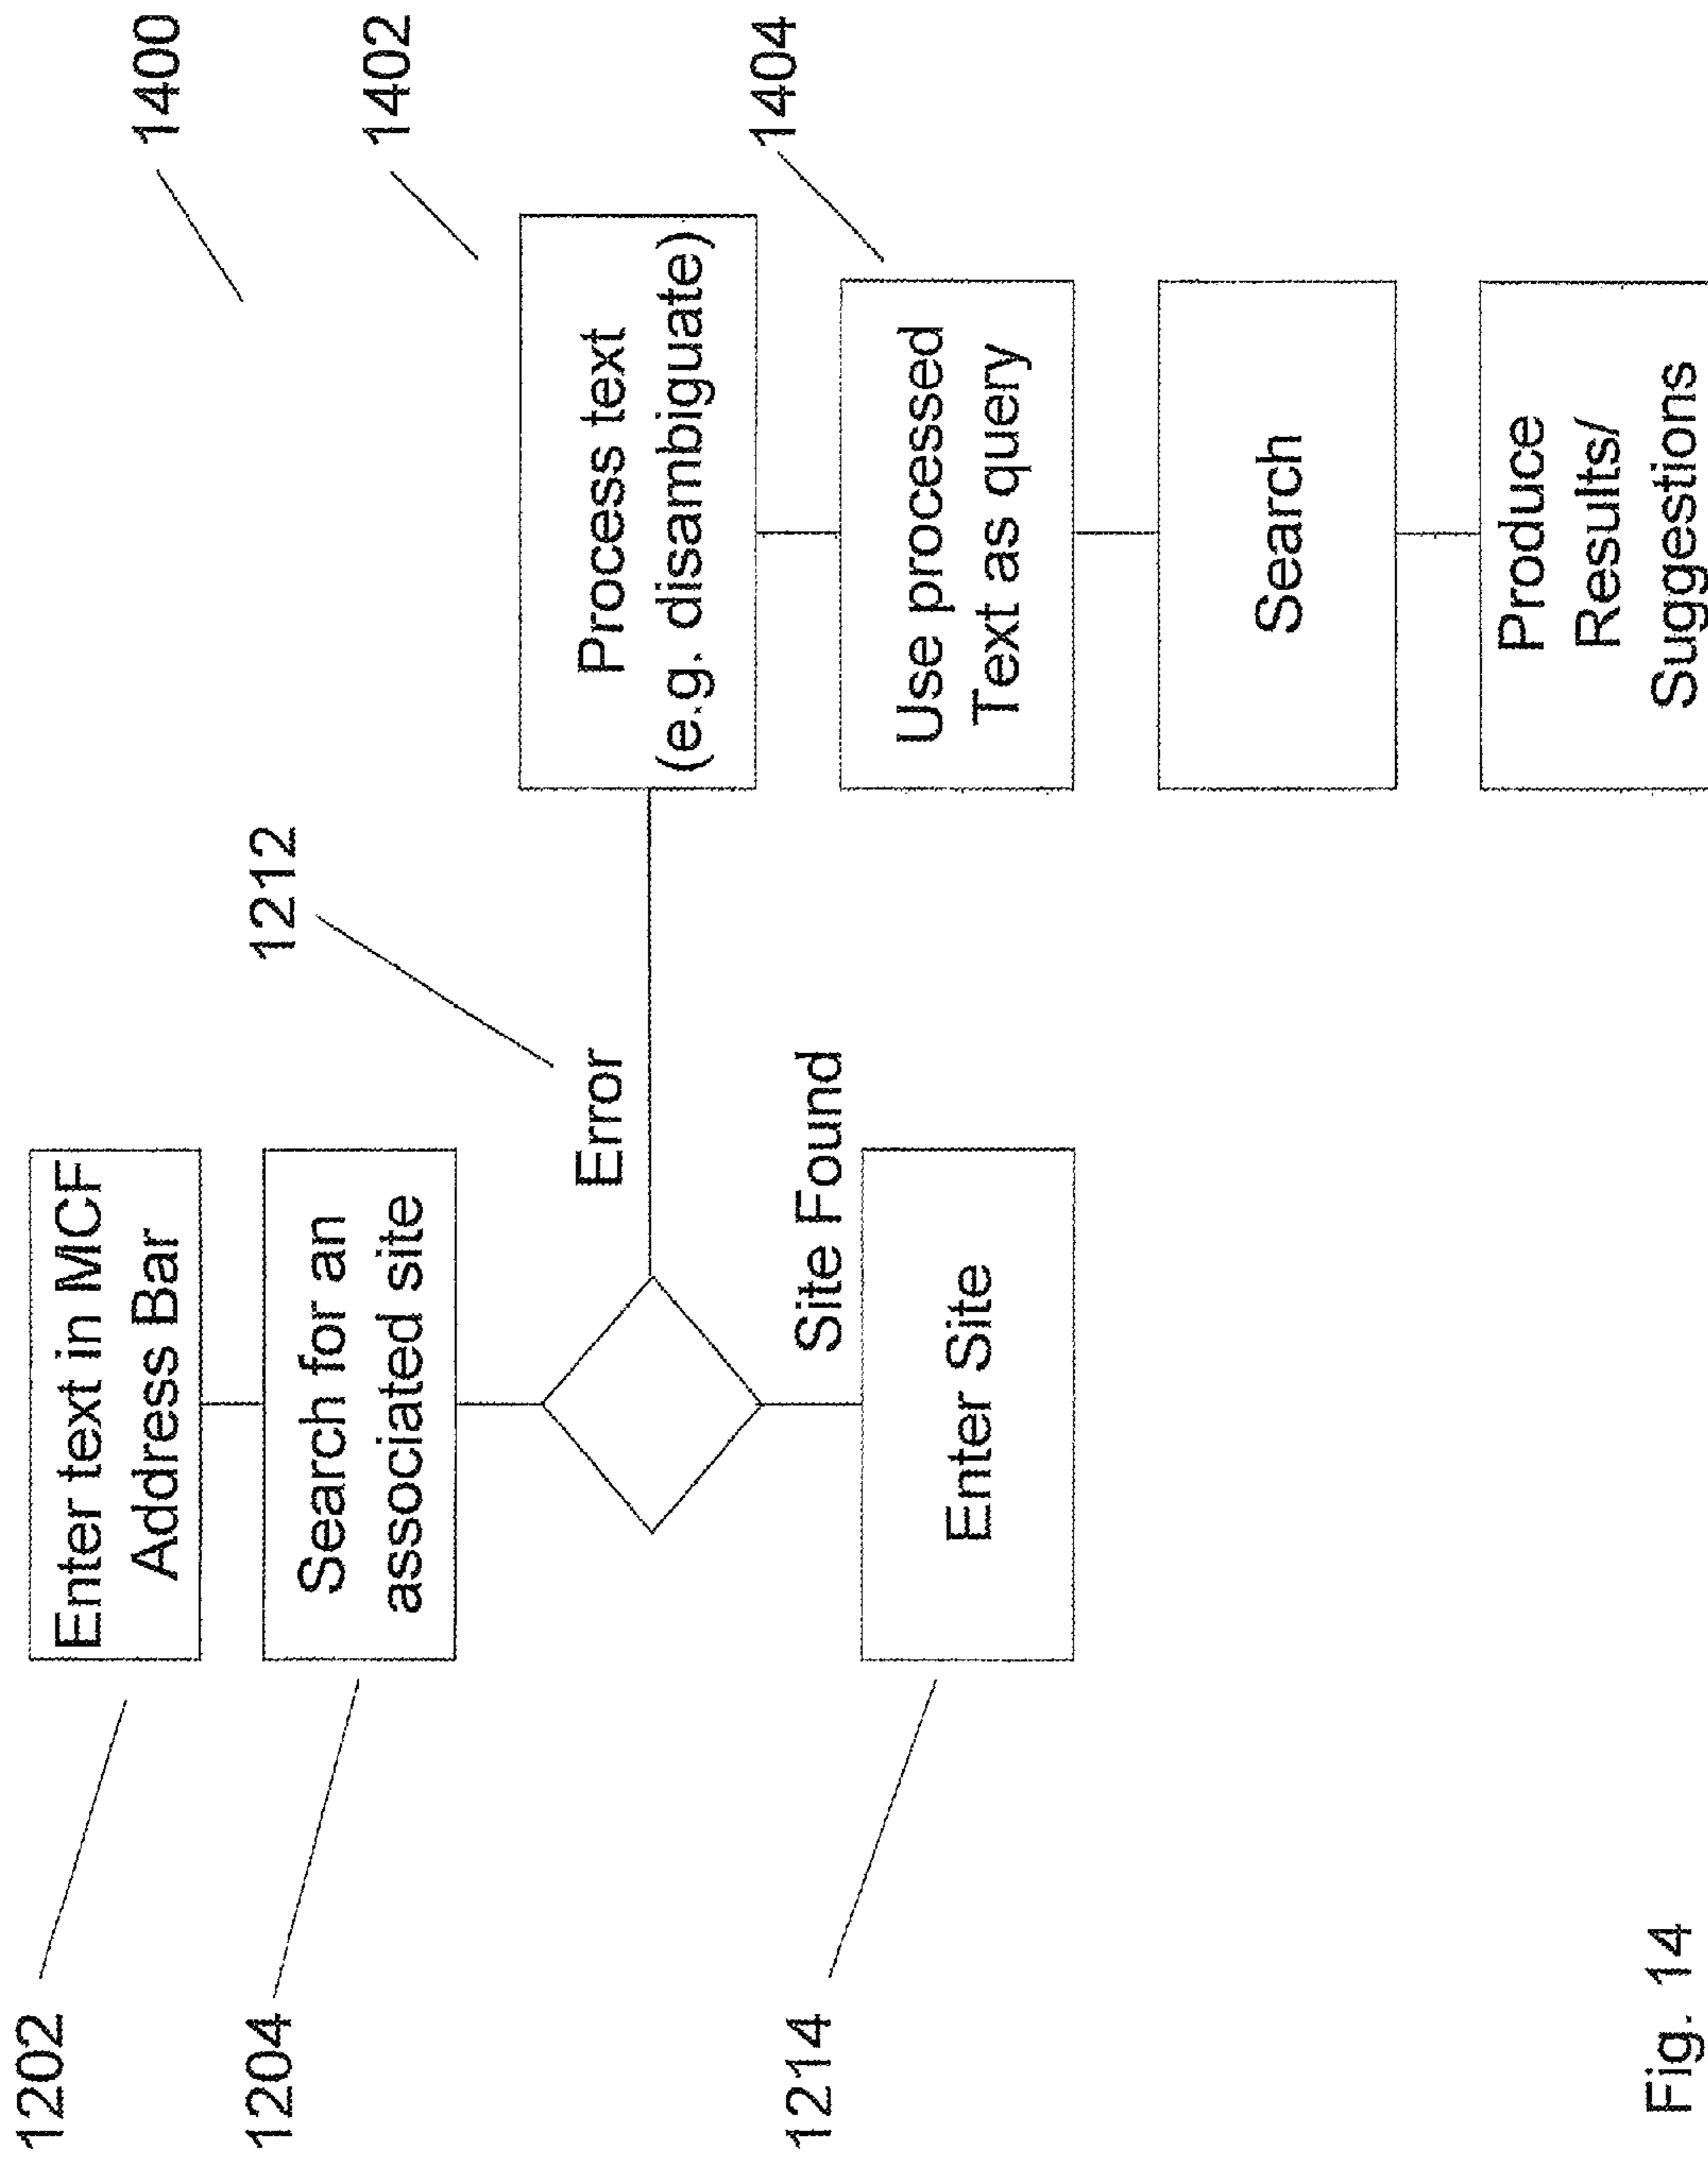 1400
1202
Enter text in MCF
Address Bar
1212
1402
1204
Search for an
associated site
Error
Process text
(e.g. disambiguate)
1404
Site Found
1214
Enter Site
Use processed
Text as query
Search
Produce
Results/
Suggestions
Fig. 14